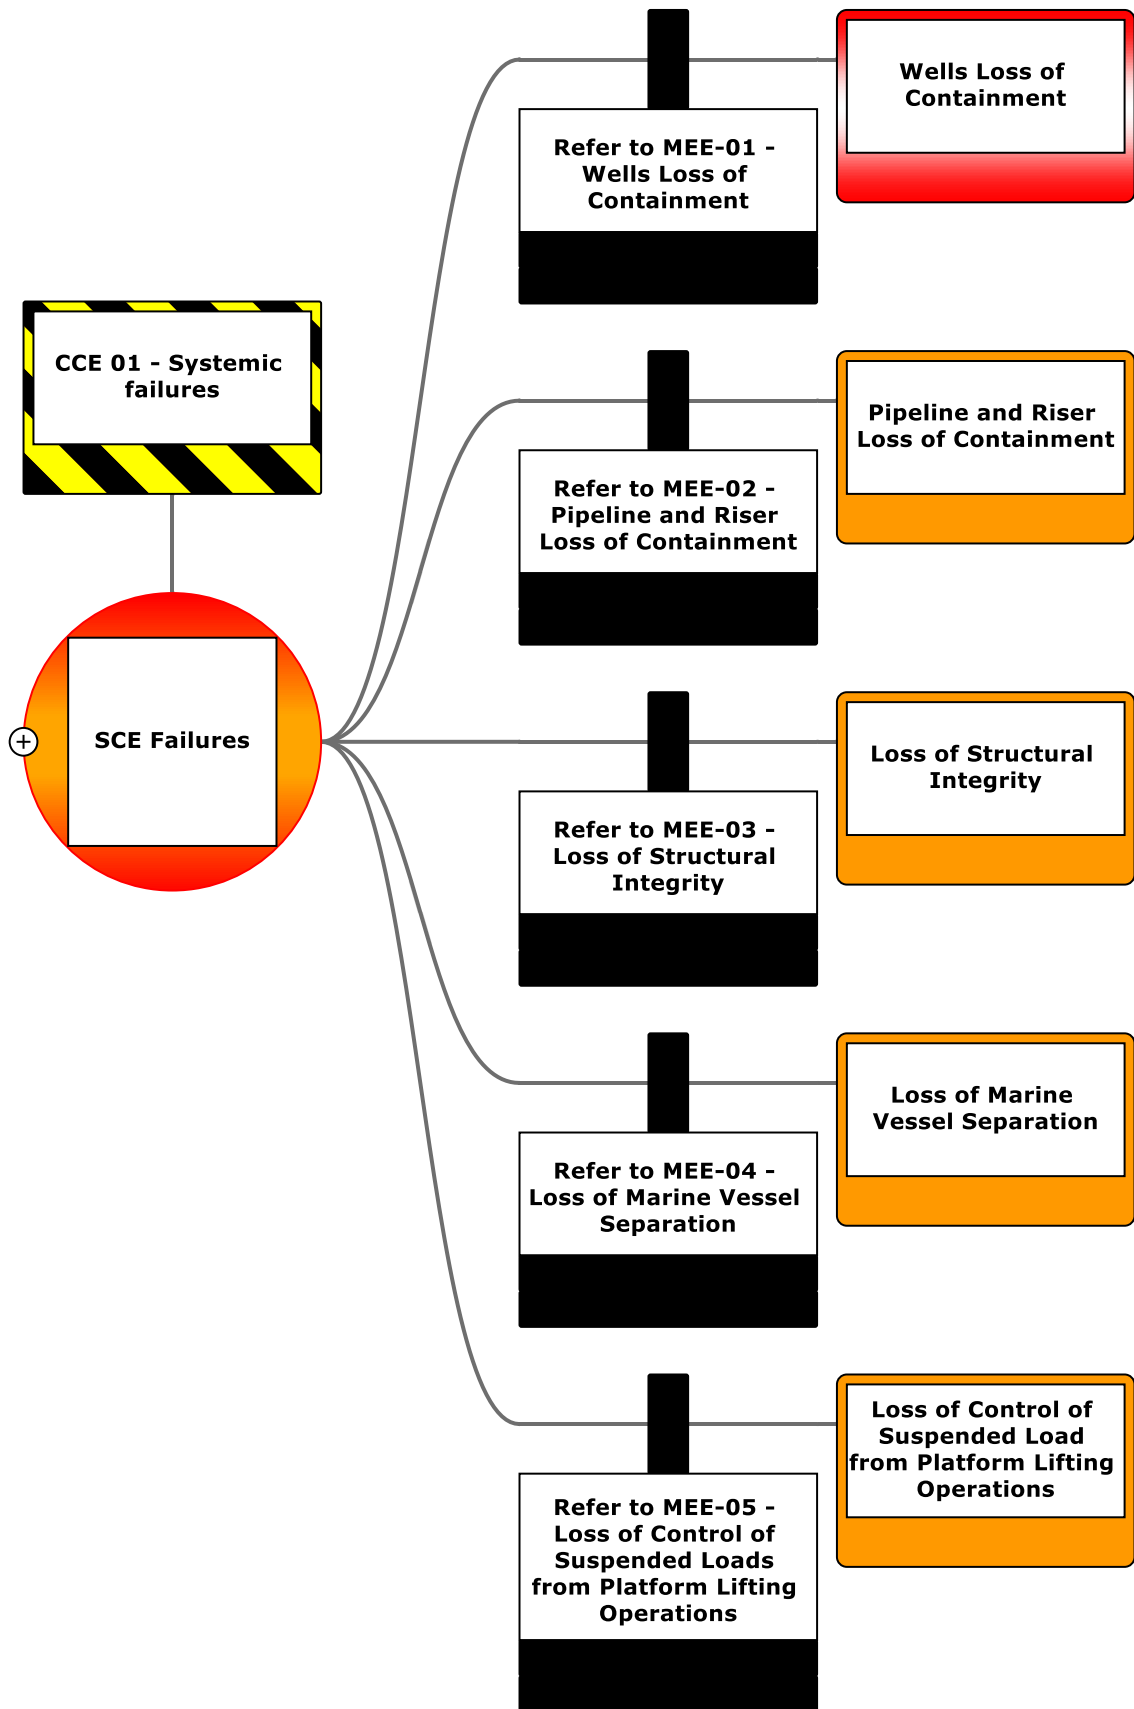 Wells Loss of
Containment
Refer to MEE-01 -
Wells Loss of
Containment
CCE 01 - Systemic
failures
Pipeline and Riser
Loss of Containment
Refer to MEE-02 -
Pipeline and Riser
Loss of Containment
SCE Failures
Loss of Structural
Integrity
Refer to MEE-03 -
Loss of Structural
Integrity
Loss of Marine
Vessel Separation
Refer to MEE-04 -
Loss of Marine Vessel
Separation
Loss of Control of
Suspended Load
from Platform Lifting
Operations
Refer to MEE-05 -
Loss of Control of
Suspended Loads
from Platform Lifting
Operations